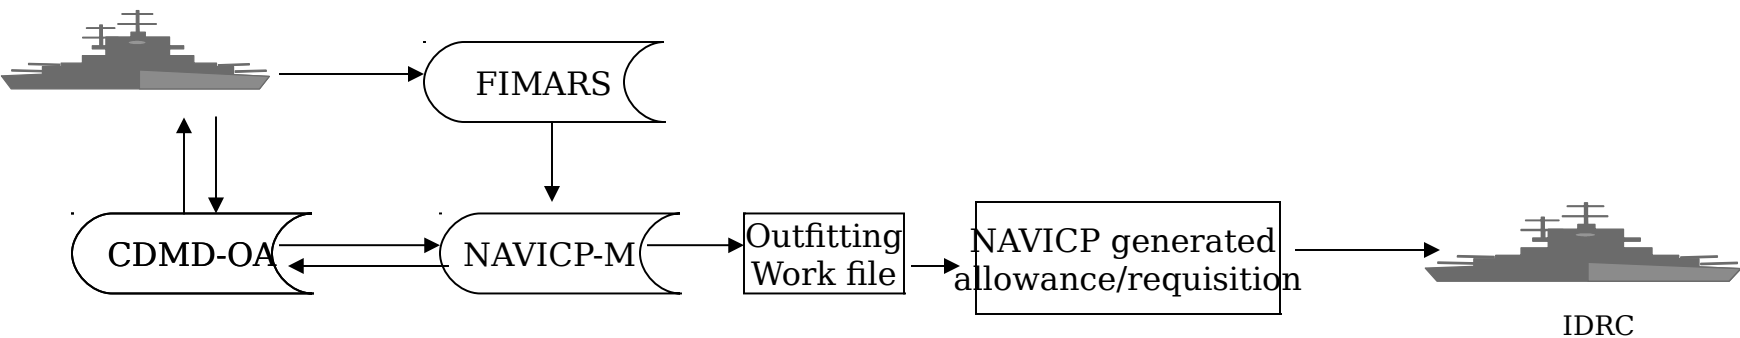 FIMARS
CDMD-OA
NAVICP-M
Outfitting
Work file
NAVICP generated
allowance/requisition
IDRC